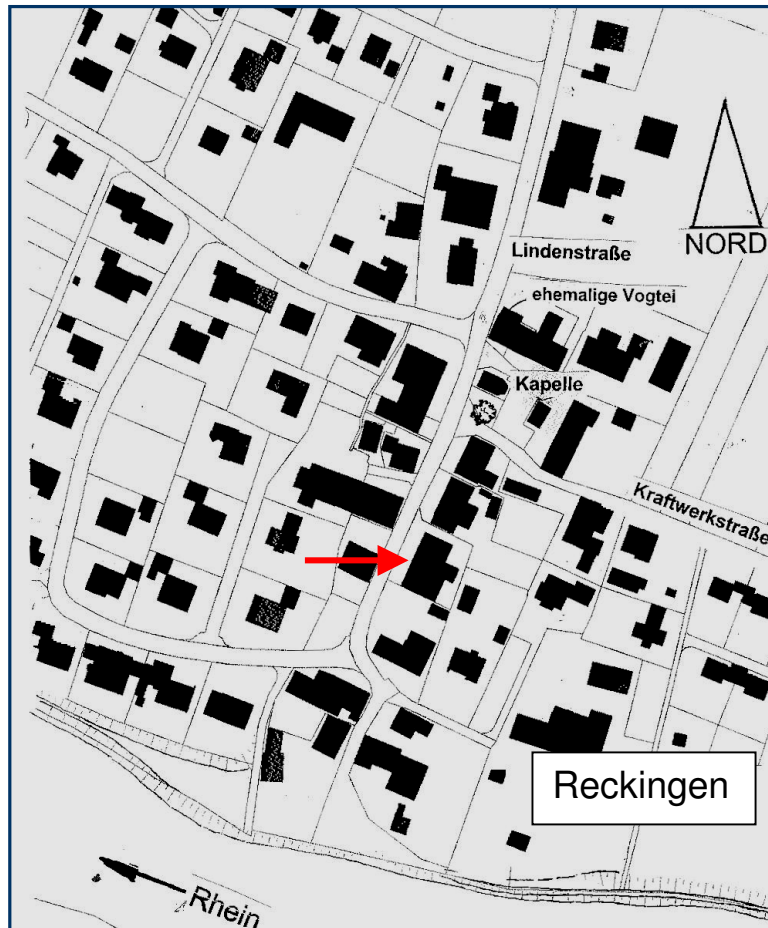 NORD
Lindenstraße
ehemalige Vogtei
Kapelle
Kraftwerkstraße
Reckingen
Rhein